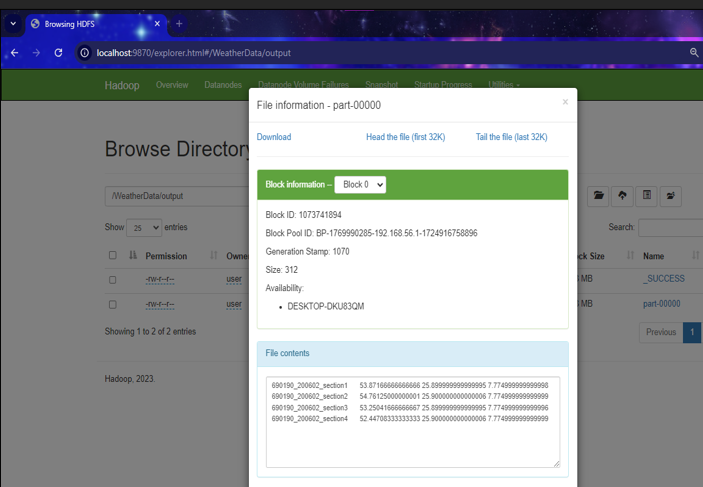 Browsing HDFS
localhost:9870/explorer.html#/WeatherData/output
Hadoop Overview Datanodes Datanode Volume Failures Snapshot Startup Progress Utilities
File information - part-00000 ×
Download Head the file (first 32K) Tail the file (last 32K)
Browse Directory
Block information -- Block 0
/WeatherData/output
Block ID: 1073741894
Block Pool ID: BP-1769990285-192.168.56.1-1724916758896
Show 25 entries
Search:
Generation Stamp: 1070
Permission Owne ck Size Name
Size: 312
-rw-r--r-- user MB _SUCCESS
Availability:
-rw-r--r-- user MB part-00000
DESKTOP-DKU83QM
Showing 1 to 2 of 2 entries
Previous 1
File contents
Hadoop, 2023.
690190_200602_section1 53.87166666666666 25.899999999999995 7.774999999999998
690190_200602_section2 54.76125000000001 25.900000000000006 7.774999999999999
690190_200602_section3 53.25041666666667 25.899999999999995 7.774999999999996
690190_200602_section4 52.44708333333333 25.900000000000006 7.774999999999999